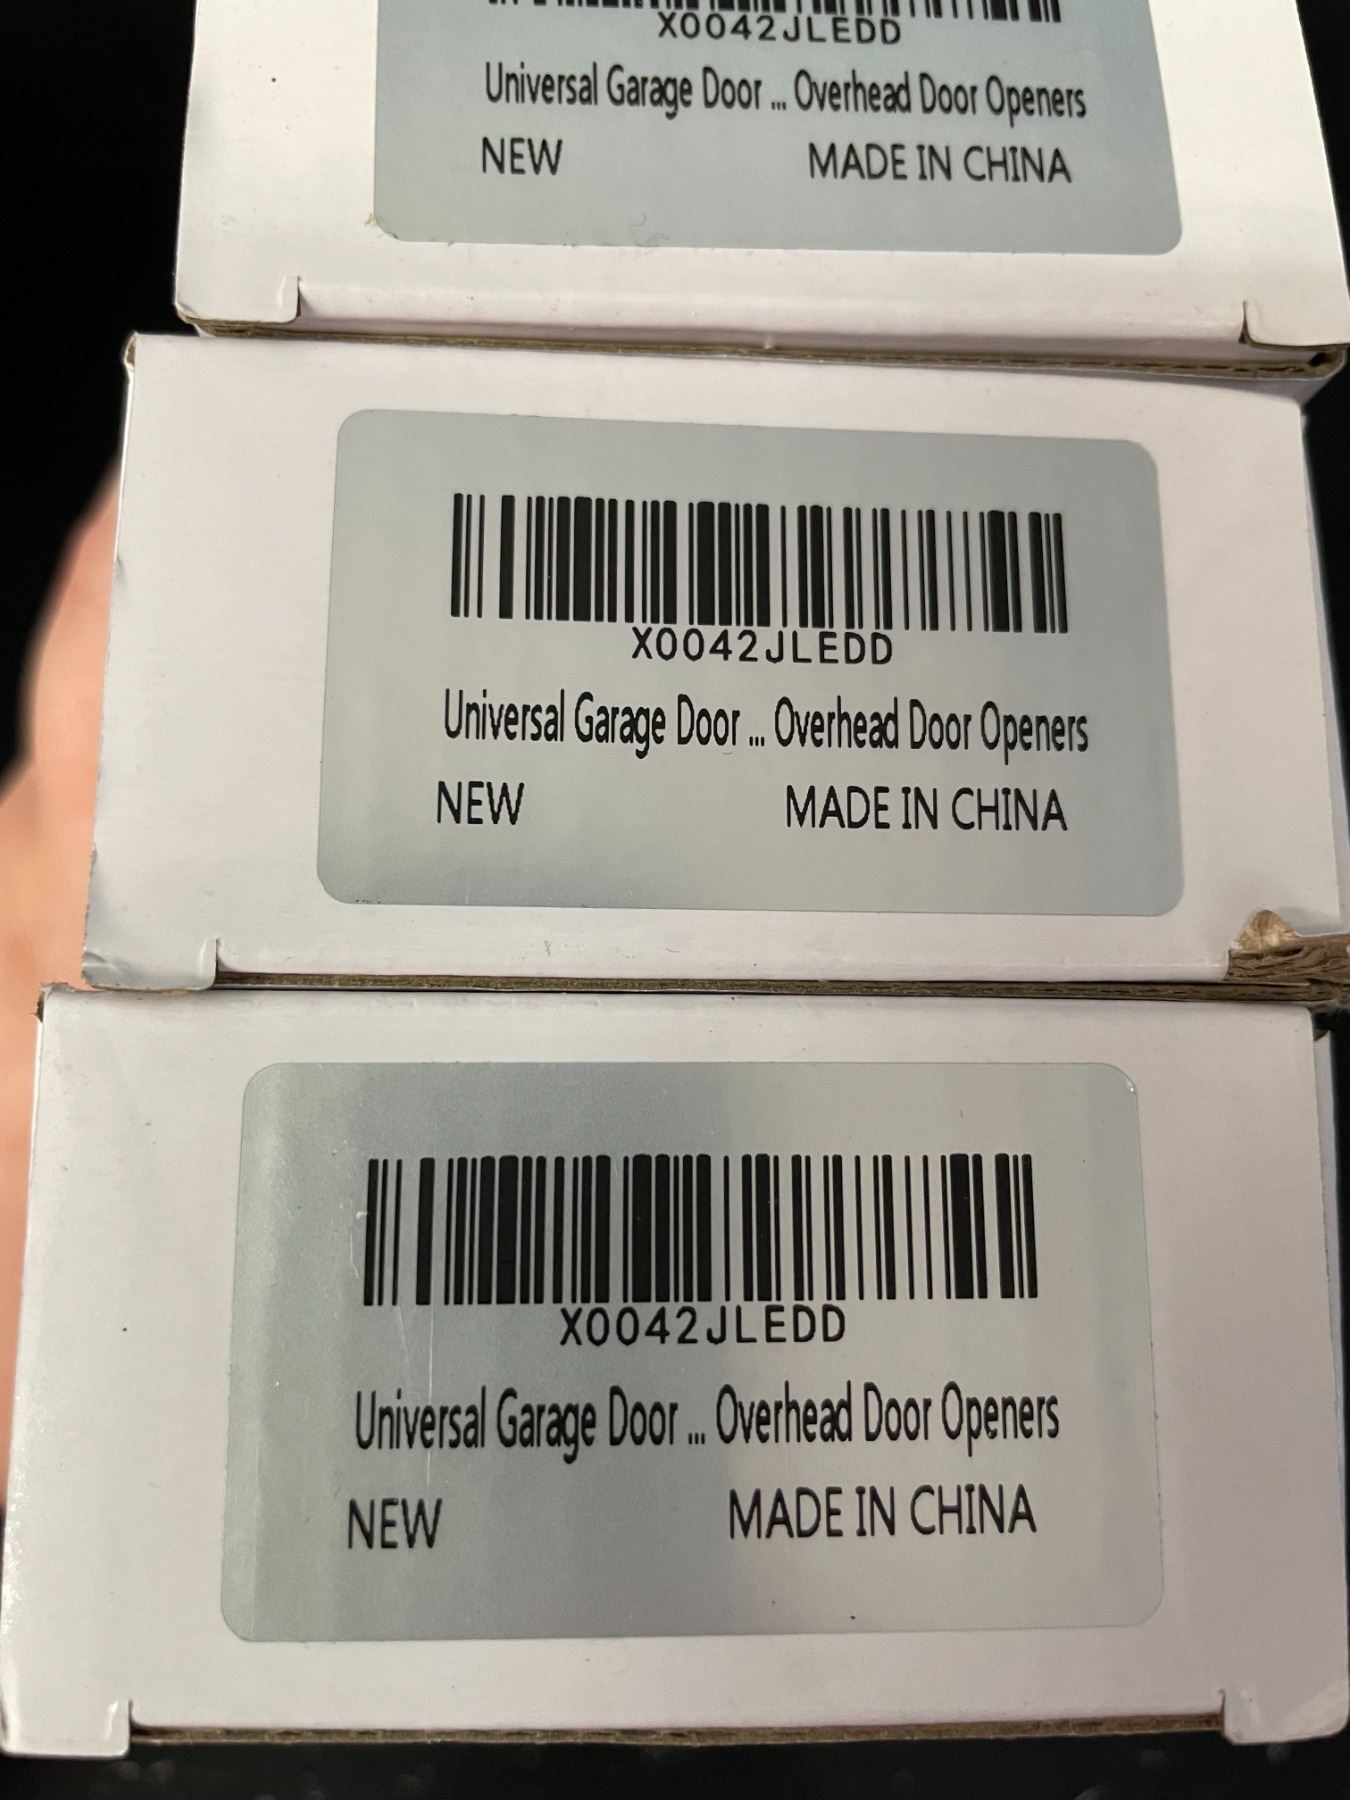 X0042JLEDD
Universal Garage Door ... Overhead Door Openers
NEW MADE IN CHINA
X0042JLEDD
Universal Garage Door ... Overhead Door Openers
NEW MADE IN CHINA
X0042JLEDD
Universal Garage Door ... Overhead Door Openers
NEW MADE IN CHINA